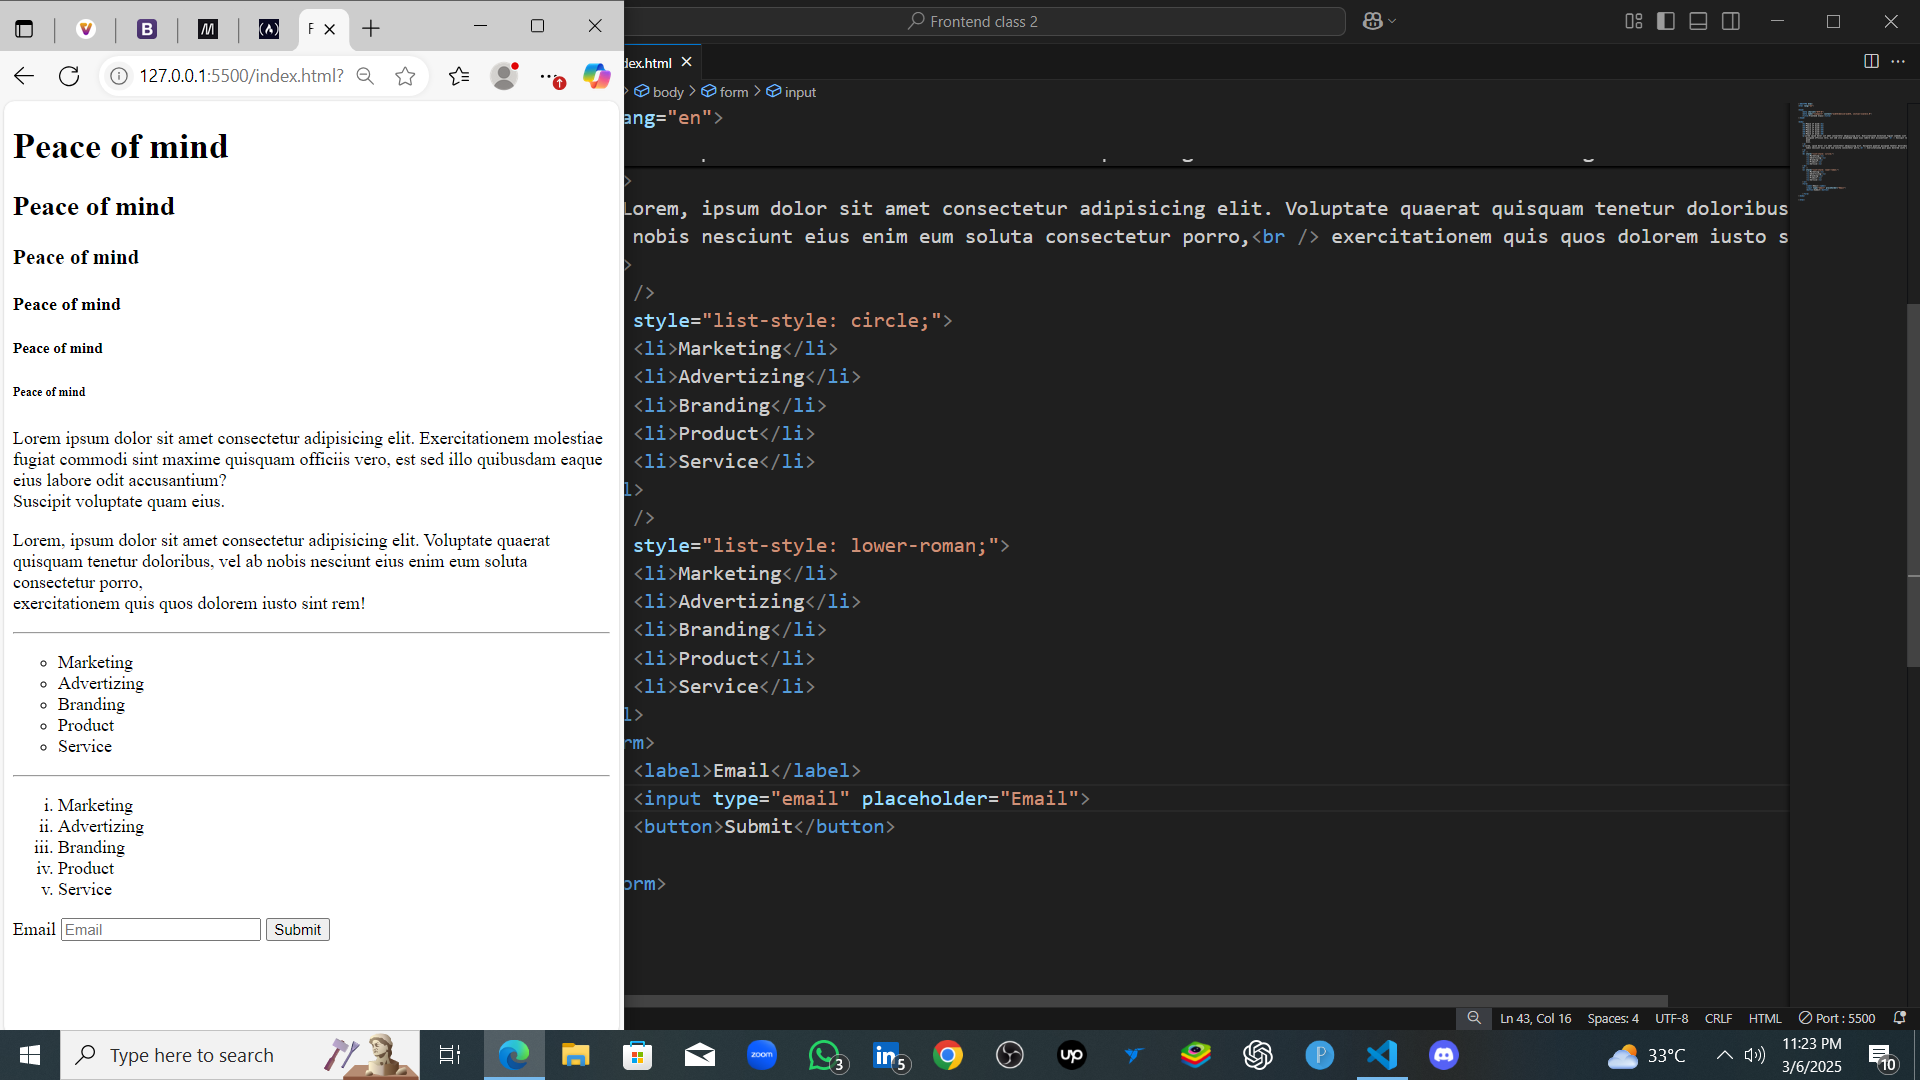 127.0.0.1:5500/index.html?
Peace of mind
Peace of mind
Peace of mind
Peace of mind
Peace of mind
Peace of mind
Lorem ipsum dolor sit amet consectetur adipisicing elit. Exercitationem molestiae
fugiat commodi sint maxime quisquam officiis vero, est sed illo quibusdam eaque
eius labore odit accusantium?
Suscipit voluptate quam eius.
Lorem, ipsum dolor sit amet consectetur adipisicing elit. Voluptate quaerat
quisquam tenetur doloribus, vel ab nobis nesciunt eius enim eum soluta
consectetur porro,
exercitationem quis quos dolorem iusto sint rem!
Marketing
Advertizing
Branding
Product
Service
i. Marketing
ii. Advertizing
iii. Branding
iv. Product
v. Service
Email Email Submit
Frontend class 2
dex.html
body > form > input
ang="en">
>
Lorem, ipsum dolor sit amet consectetur adipisicing elit. Voluptate quaerat quisquam tenetur doloribus
nobis nesciunt eius enim eum soluta consectetur porro,<br /> exercitationem quis quos dolorem iusto s
>
/>
style="list-style: circle;">
<li>Marketing</li>
<li>Advertizing</li>
<li>Branding</li>
<li>Product</li>
<li>Service</li>
l>
/>
style="list-style: lower-roman;">
<li>Marketing</li>
<li>Advertizing</li>
<li>Branding</li>
<li>Product</li>
<li>Service</li>
l>
rm>
<label>Email</label>
<input type="email" placeholder="Email">
<button>Submit</button>
orm>
Ln 43, Col 16 Spaces: 4 UTF-8 CRLF HTML Port : 5500
Type here to search
zoom
3
5
up
33°C
11:23 PM
3/6/2025
10